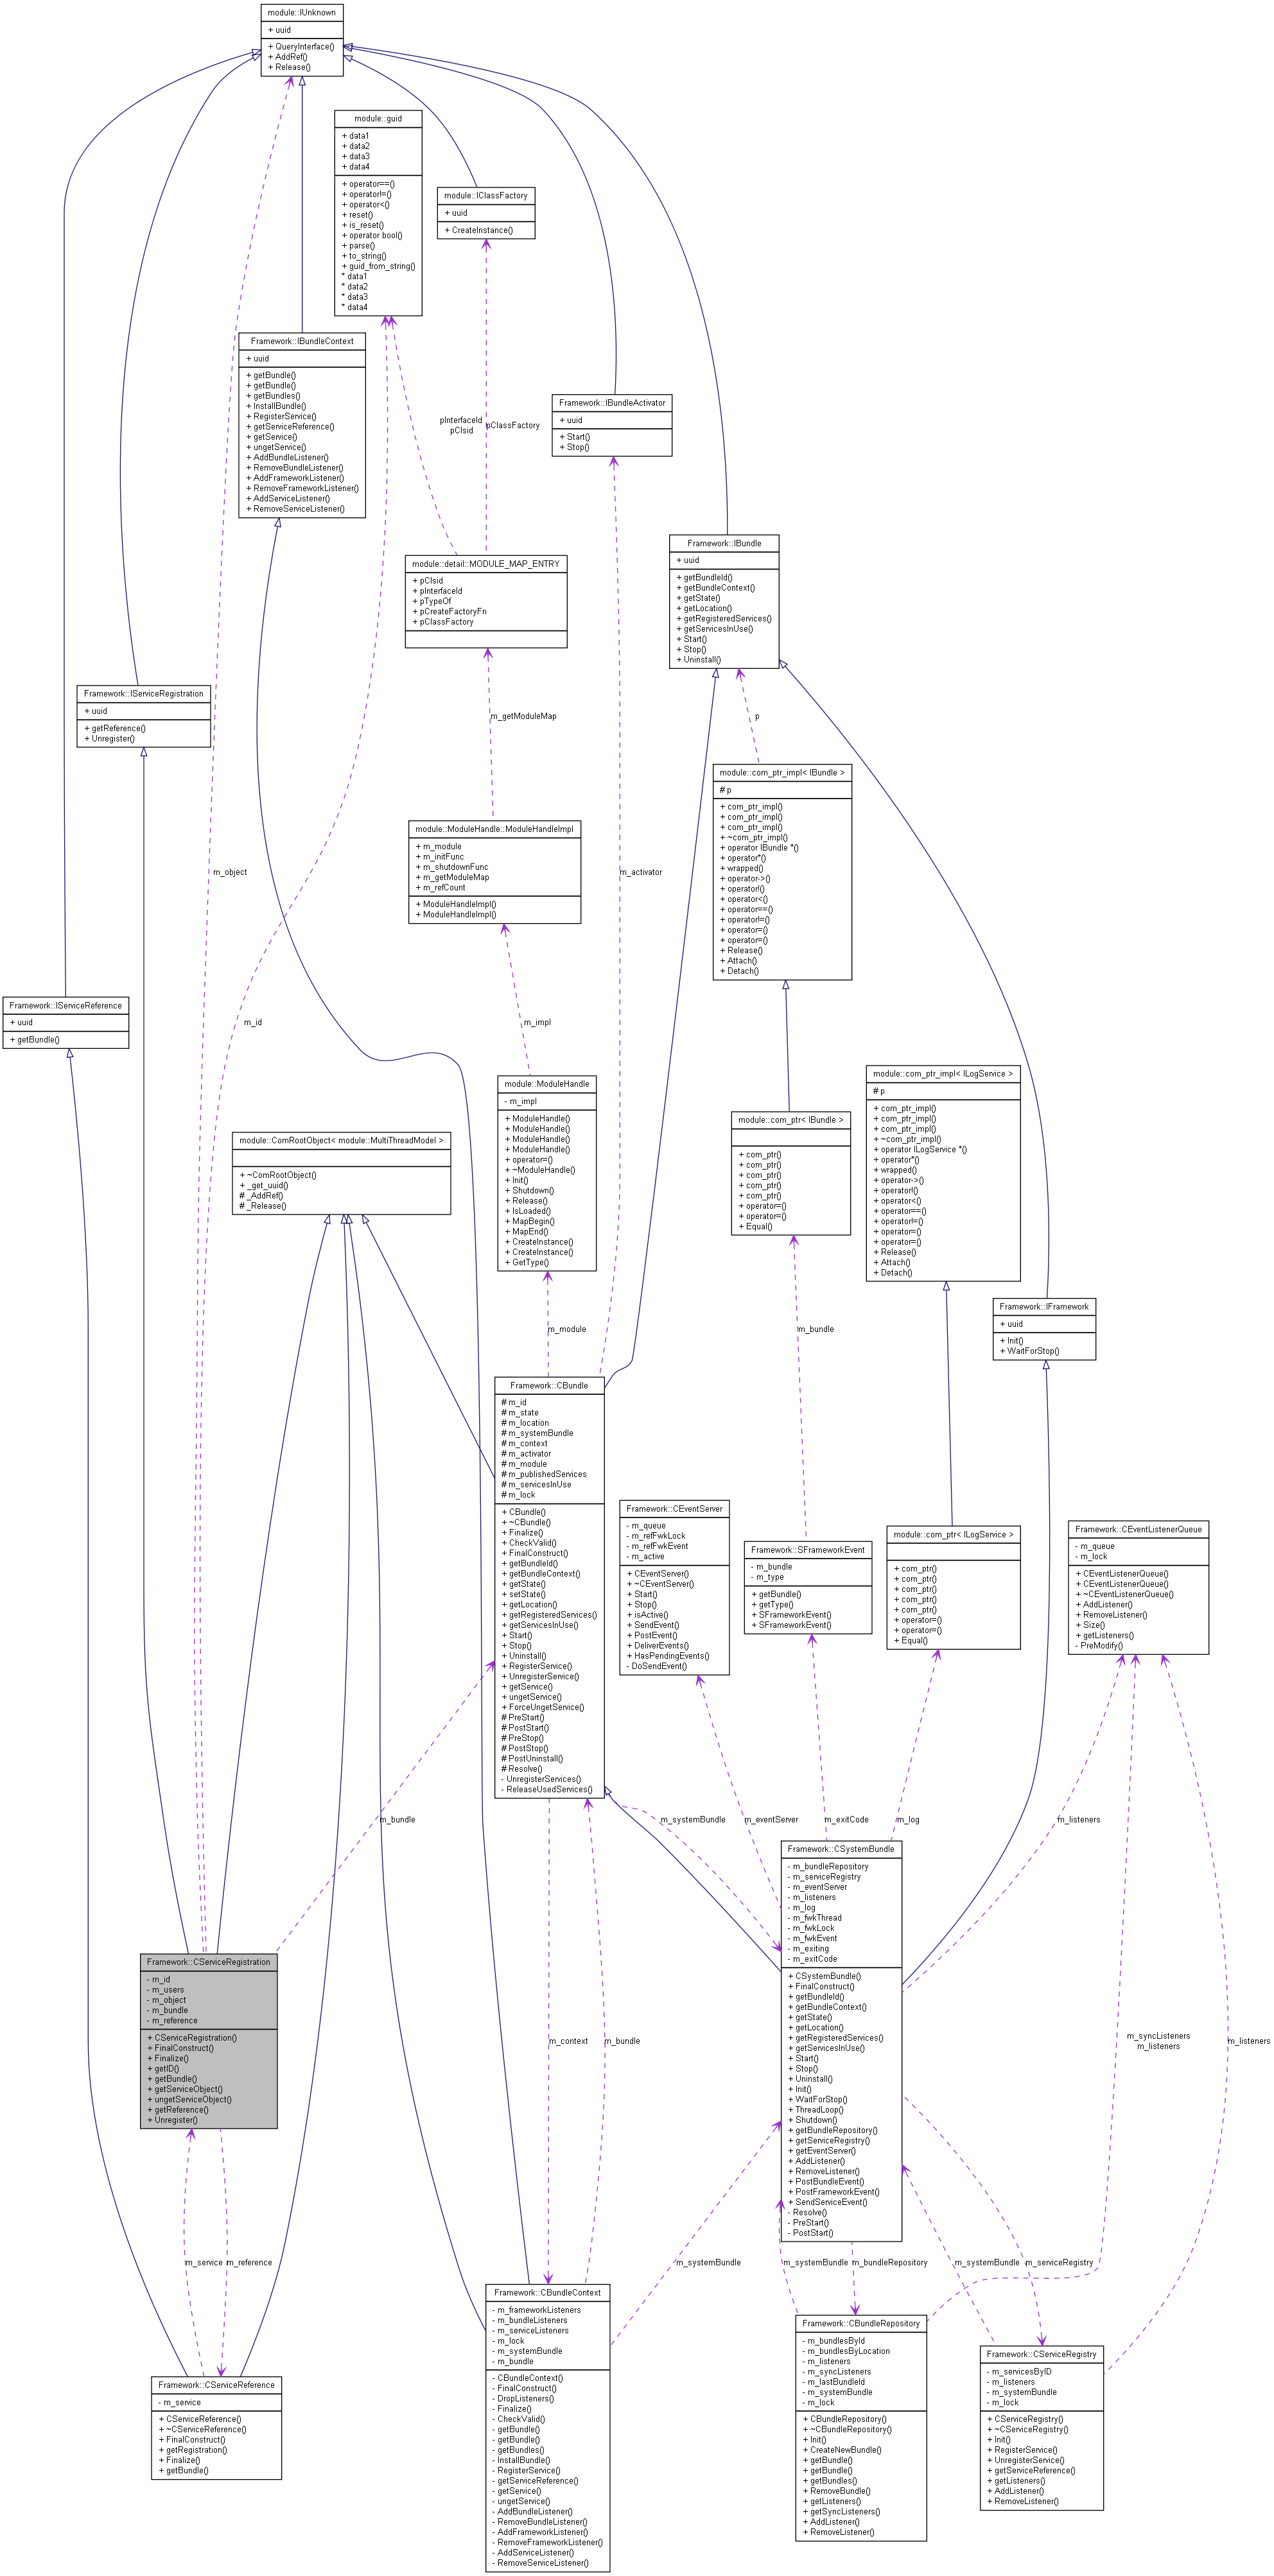 module::IUnknown
+ uuid
+ QueryInterface()
+ AddRef()
+ Release()
module::guid
+ data1
+ data2
+ data3
+ data4
+ operator==()
+ operator!=()
+ operator<()
+ reset()
+ is_reset()
+ operator bool()
+ parse()
+ to_string()
+ guid_from_string()
* data1
* data2
* data3
* data4
module::IClassFactory
+ uuid
+ CreateInstance()
Framework::IBundleContext
+ uuid
+ getBundle()
+ getBundle()
+ getBundles()
+ InstallBundle()
+ RegisterService()
+ getServiceReference()
+ getService()
+ ungetService()
+ AddBundleListener()
+ RemoveBundleListener()
+ AddFrameworkListener()
+ RemoveFrameworkListener()
+ AddServiceListener()
+ RemoveServiceListener()
pInterfaceId
pClsid
pClassFactory
Framework::IBundleActivator
+ uuid
+ Start()
+ Stop()
Framework::IBundle
+ uuid
+ getBundleId()
+ getBundleContext()
+ getState()
+ getLocation()
+ getRegisteredServices()
+ getServicesInUse()
+ Start()
+ Stop()
+ Uninstall()
module::detail::MODULE_MAP_ENTRY
+ pClsid
+ pInterfaceId
+ pTypeOf
+ pCreateFactoryFn
+ pClassFactory
Framework::IServiceRegistration
+ uuid
+ getReference()
+ Unregister()
m_getModuleMap
p
module::com_ptr_impl< IBundle >
# p
+ com_ptr_impl()
+ com_ptr_impl()
+ com_ptr_impl()
+ ~com_ptr_impl()
+ operator IBundle *()
+ operator*()
+ wrapped()
+ operator->()
+ operator!()
+ operator<()
+ operator==()
+ operator!=()
+ operator=()
+ operator=()
+ Release()
+ Attach()
+ Detach()
module::ModuleHandle::ModuleHandleImpl
+ m_module
+ m_initFunc
+ m_shutdownFunc
+ m_getModuleMap
+ m_refCount
+ ModuleHandleImpl()
+ ModuleHandleImpl()
m_object
m_activator
Framework::IServiceReference
+ uuid
+ getBundle()
m_id
m_impl
module::ModuleHandle
- m_impl
+ ModuleHandle()
+ ModuleHandle()
+ ModuleHandle()
+ ModuleHandle()
+ operator=()
+ ~ModuleHandle()
+ Init()
+ Shutdown()
+ Release()
+ IsLoaded()
+ MapBegin()
+ MapEnd()
+ CreateInstance()
+ CreateInstance()
+ GetType()
module::com_ptr_impl< ILogService >
# p
+ com_ptr_impl()
+ com_ptr_impl()
+ com_ptr_impl()
+ ~com_ptr_impl()
+ operator ILogService *()
+ operator*()
+ wrapped()
+ operator->()
+ operator!()
+ operator<()
+ operator==()
+ operator!=()
+ operator=()
+ operator=()
+ Release()
+ Attach()
+ Detach()
module::com_ptr< IBundle >
+ com_ptr()
+ com_ptr()
+ com_ptr()
+ com_ptr()
+ com_ptr()
+ operator=()
+ operator=()
+ Equal()
module::ComRootObject< module::MultiThreadModel >
+ ~ComRootObject()
+ _get_uuid()
# _AddRef()
# _Release()
Framework::IFramework
+ uuid
+ Init()
+ WaitForStop()
m_module
m_bundle
Framework::CBundle
# m_id
# m_state
# m_location
# m_systemBundle
# m_context
# m_activator
# m_module
# m_publishedServices
# m_servicesInUse
# m_lock
+ CBundle()
+ ~CBundle()
+ Finalize()
+ CheckValid()
+ FinalConstruct()
+ getBundleId()
+ getBundleContext()
+ getState()
+ setState()
+ getLocation()
+ getRegisteredServices()
+ getServicesInUse()
+ Start()
+ Stop()
+ Uninstall()
+ RegisterService()
+ UnregisterService()
+ getService()
+ ungetService()
+ ForceUngetService()
# PreStart()
# PostStart()
# PreStop()
# PostStop()
# PostUninstall()
# Resolve()
- UnregisterServices()
- ReleaseUsedServices()
Framework::CEventServer
- m_queue
- m_refFwkLock
- m_refFwkEvent
- m_active
+ CEventServer()
+ ~CEventServer()
+ Start()
+ Stop()
+ isActive()
+ SendEvent()
+ PostEvent()
+ DeliverEvents()
+ HasPendingEvents()
- DoSendEvent()
Framework::SFrameworkEvent
- m_bundle
- m_type
+ getBundle()
+ getType()
+ SFrameworkEvent()
+ SFrameworkEvent()
module::com_ptr< ILogService >
+ com_ptr()
+ com_ptr()
+ com_ptr()
+ com_ptr()
+ com_ptr()
+ operator=()
+ operator=()
+ Equal()
Framework::CEventListenerQueue
- m_queue
- m_lock
+ CEventListenerQueue()
+ CEventListenerQueue()
+ ~CEventListenerQueue()
+ AddListener()
+ RemoveListener()
+ Size()
+ getListeners()
- PreModify()
m_bundle
m_systemBundle
m_eventServer
m_exitCode
m_log
m_listeners
Framework::CSystemBundle
- m_bundleRepository
- m_serviceRegistry
- m_eventServer
- m_listeners
- m_log
- m_fwkThread
- m_fwkLock
- m_fwkEvent
- m_exiting
- m_exitCode
+ CSystemBundle()
+ FinalConstruct()
+ getBundleId()
+ getBundleContext()
+ getState()
+ getLocation()
+ getRegisteredServices()
+ getServicesInUse()
+ Start()
+ Stop()
+ Uninstall()
+ Init()
+ WaitForStop()
+ ThreadLoop()
+ Shutdown()
+ getBundleRepository()
+ getServiceRegistry()
+ getEventServer()
+ AddListener()
+ RemoveListener()
+ PostBundleEvent()
+ PostFrameworkEvent()
+ SendServiceEvent()
- Resolve()
- PreStart()
- PostStart()
Framework::CServiceRegistration
- m_id
- m_users
- m_object
- m_bundle
- m_reference
+ CServiceRegistration()
+ FinalConstruct()
+ Finalize()
+ getID()
+ getBundle()
+ getServiceObject()
+ ungetServiceObject()
+ getReference()
+ Unregister()
m_context
m_bundle
m_syncListeners
m_listeners
m_listeners
m_service
m_reference
m_systemBundle
m_systemBundle
m_bundleRepository
m_systemBundle
m_serviceRegistry
Framework::CBundleContext
- m_frameworkListeners
- m_bundleListeners
- m_serviceListeners
- m_lock
- m_systemBundle
- m_bundle
- CBundleContext()
- FinalConstruct()
- DropListeners()
- Finalize()
- CheckValid()
- getBundle()
- getBundle()
- getBundles()
- InstallBundle()
- RegisterService()
- getServiceReference()
- getService()
- ungetService()
- AddBundleListener()
- RemoveBundleListener()
- AddFrameworkListener()
- RemoveFrameworkListener()
- AddServiceListener()
- RemoveServiceListener()
Framework::CBundleRepository
- m_bundlesById
- m_bundlesByLocation
- m_listeners
- m_syncListeners
- m_lastBundleId
- m_systemBundle
- m_lock
+ CBundleRepository()
+ ~CBundleRepository()
+ Init()
+ CreateNewBundle()
+ getBundle()
+ getBundle()
+ getBundles()
+ RemoveBundle()
+ getListeners()
+ getSyncListeners()
+ AddListener()
+ RemoveListener()
Framework::CServiceRegistry
- m_servicesByID
- m_listeners
- m_systemBundle
- m_lock
+ CServiceRegistry()
+ ~CServiceRegistry()
+ Init()
+ RegisterService()
+ UnregisterService()
+ getServiceReference()
+ getListeners()
+ AddListener()
+ RemoveListener()
Framework::CServiceReference
- m_service
+ CServiceReference()
+ ~CServiceReference()
+ FinalConstruct()
+ getRegistration()
+ Finalize()
+ getBundle()